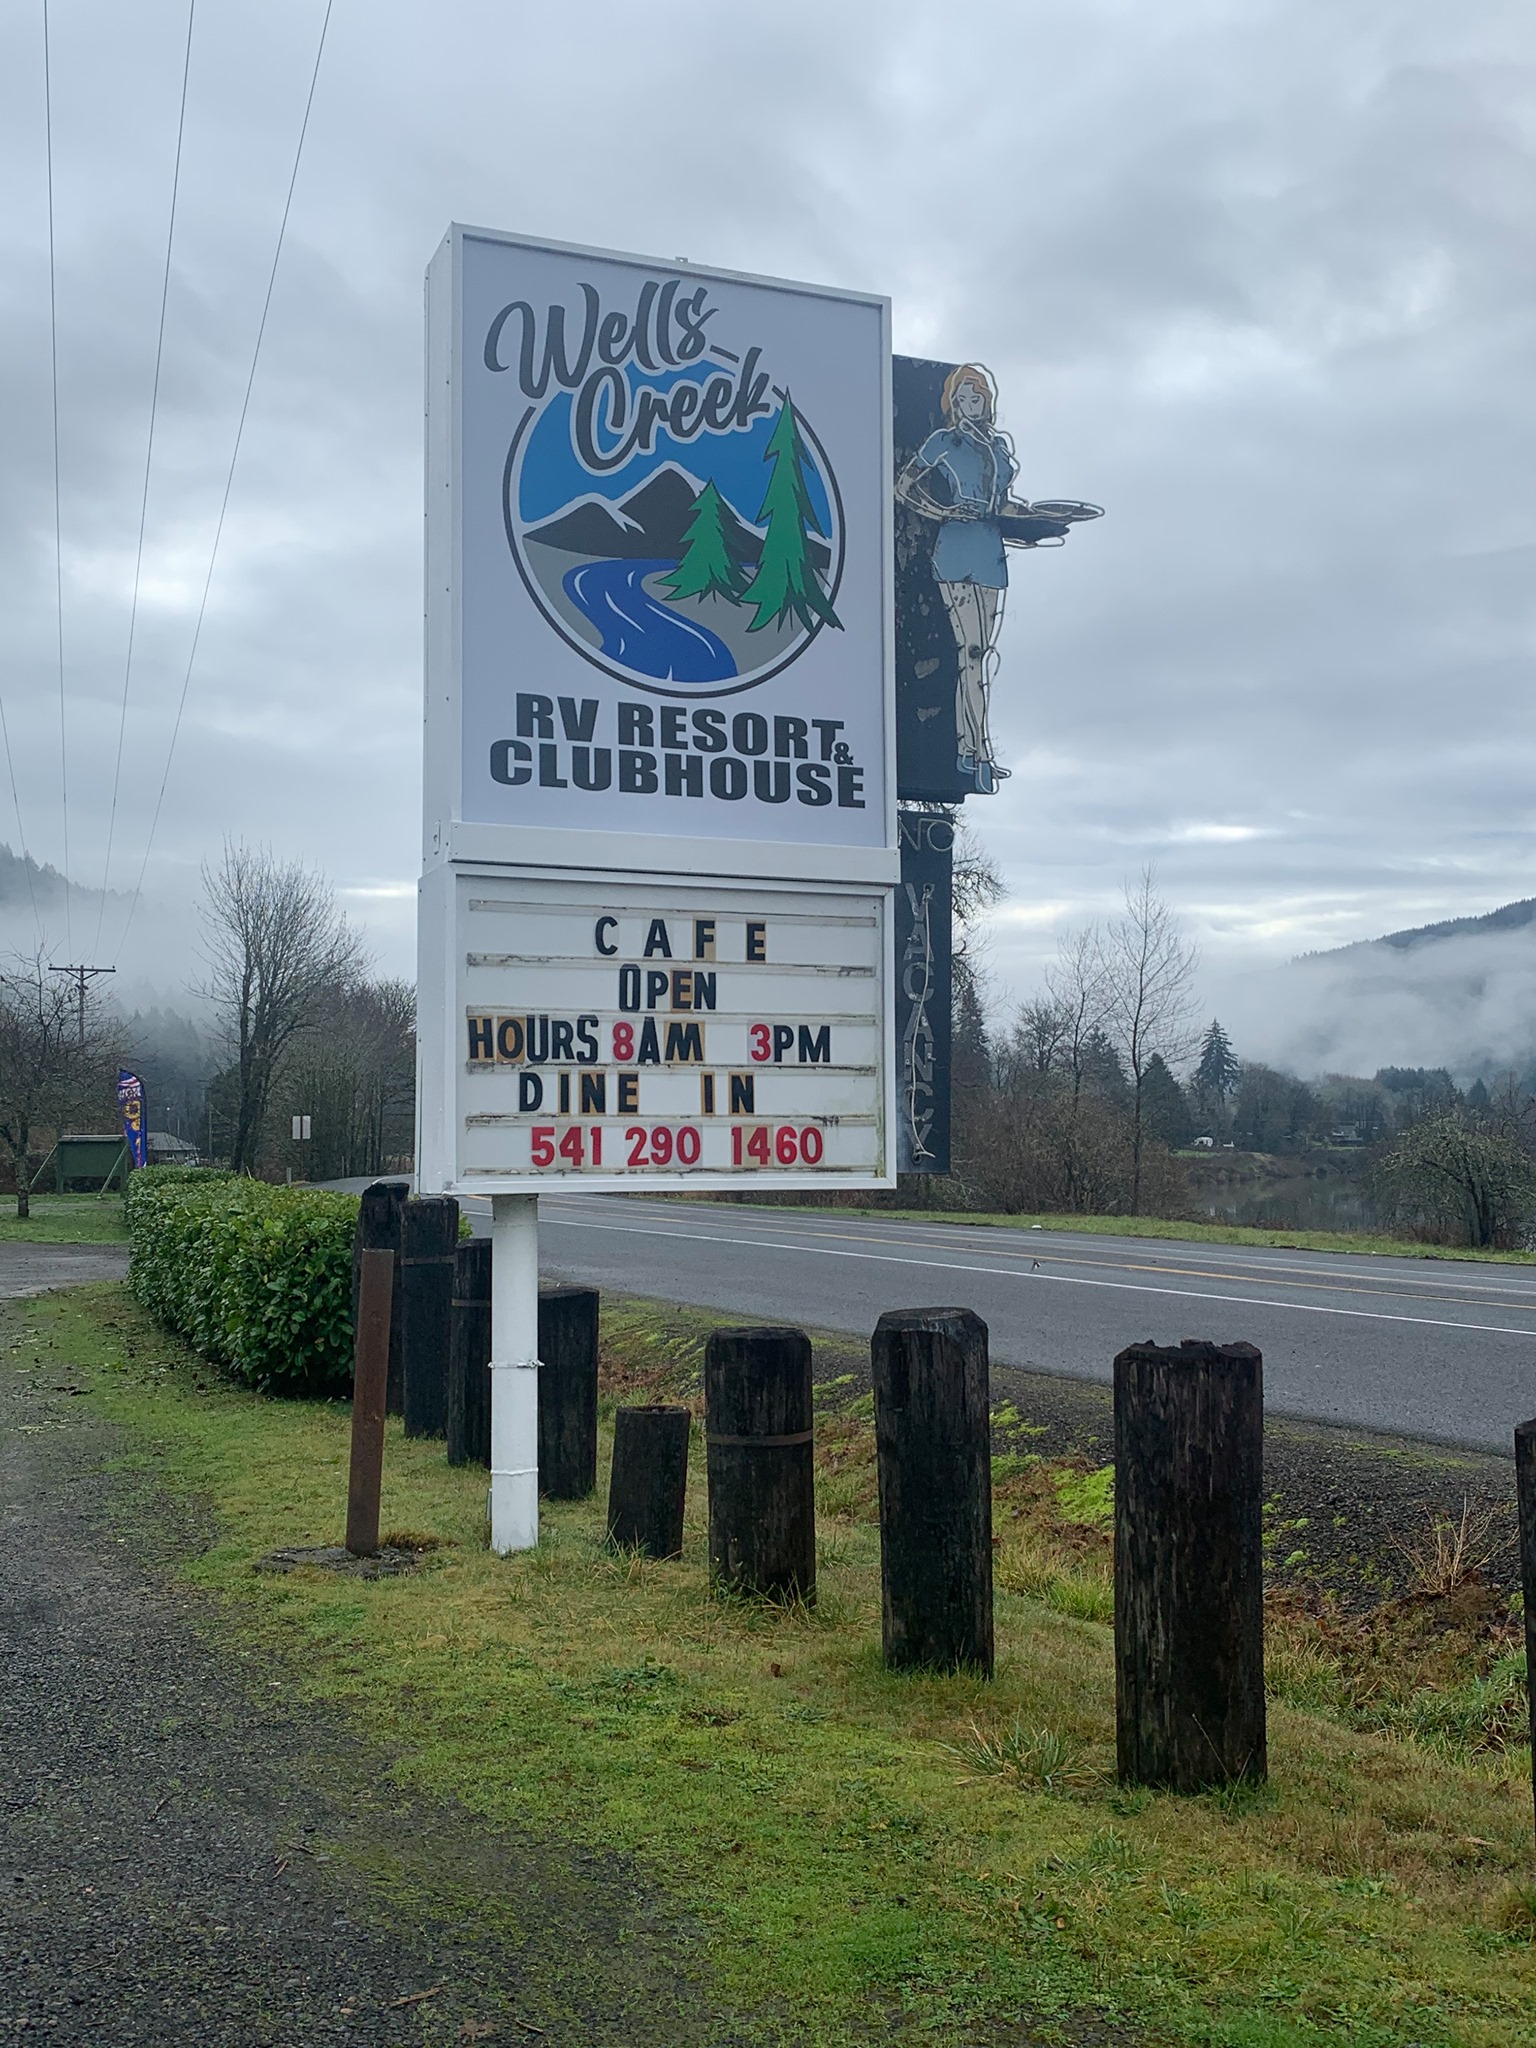 Wells
Creek
RV RESORT
&
CLUBHOUSE
CAFE
OPEN
HOURS 8AM 3PM
DINE IN
541 290 1460
NO
VACANCY